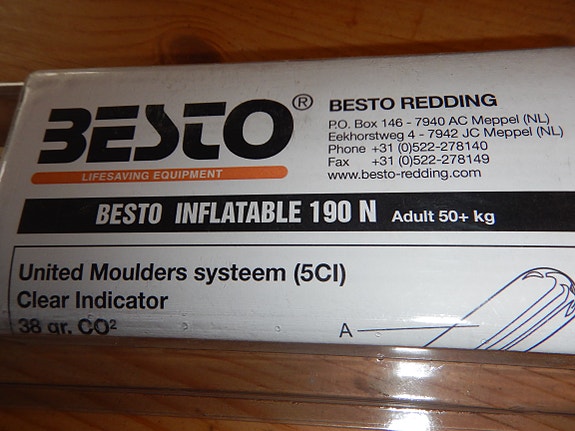 BESTO®
LIFESAVING EQUIPMENT
BESTO REDDING
P.O. Box 146 - 7940 AC Meppel (NL)
Eekhorstweg 4 - 7942 JC Meppel (NL)
Phone +31 (0)522-278140
Fax +31 (0)522-278149
www.besto-redding.com
BESTO INFLATABLE 190 N Adult 50+ kg
United Moulders systeem (5CI)
Clear Indicator
38 gr. CO²
A